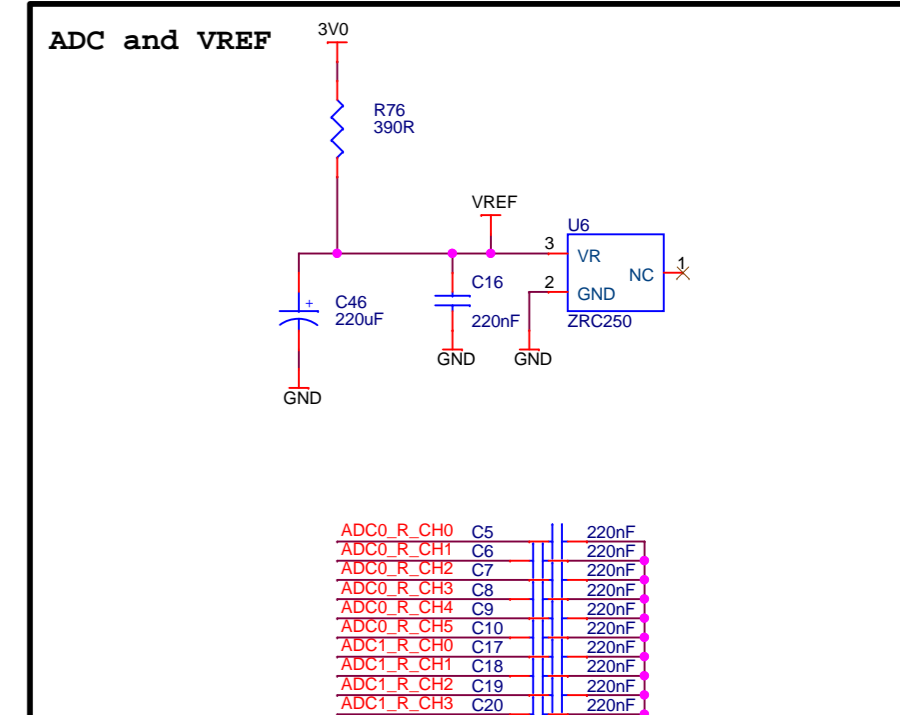 ADC and VREF
3V0
R76
390R
VREF
U6
3
VR
1
NC
2
GND
ZRC250
C16
220nF
C46
220uF
GND
GND
GND
ADC0_R_CH0 C5 220nF
ADC0_R_CH1 C6 220nF
ADC0_R_CH2 C7 220nF
ADC0_R_CH3 C8 220nF
ADC0_R_CH4 C9 220nF
ADC0_R_CH5 C10 220nF
ADC1_R_CH0 C17 220nF
ADC1_R_CH1 C18 220nF
ADC1_R_CH2 C19 220nF
ADC1_R_CH3 C20 220nF